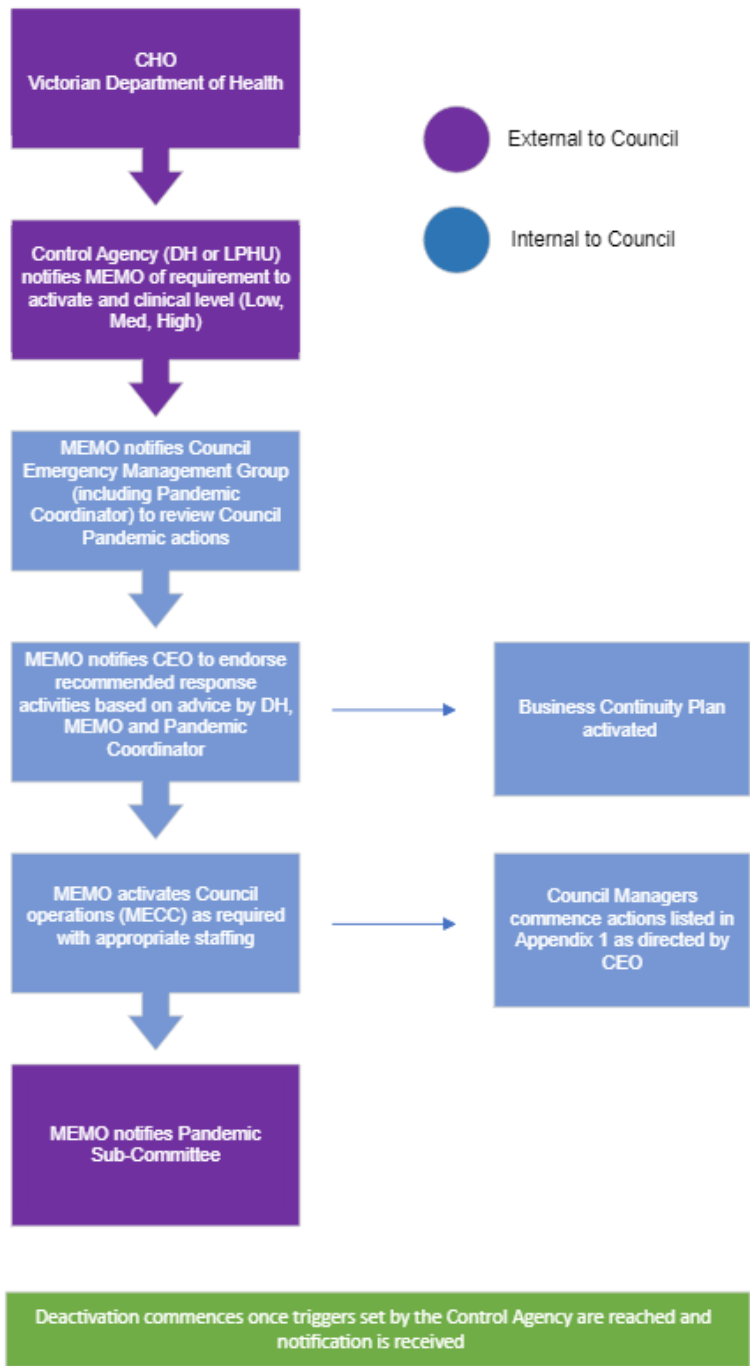 CHO
Victorian Department of Health
External to Council
Internal to Council
Control Agency (DH or LPHU)
notifies MEMO of requirement to
activate and clinical level (Low,
Med, High)
MEMO notifies Council
Emergency Management Group
(including Pandemic
Coordinator) to review Council
Pandemic actions
MEMO notifies CEO to endorse
recommended response
activities based on advice by DH,
MEMO and Pandemic
Coordinator
Business Continuity Plan
activated
MEMO activates Council
operations (MECC) as required
with appropriate staffing
Council Managers
commence actions listed in
Appendix 1 as directed by
CEO
MEMO notifies Pandemic
Sub-Committee
Deactivation commences once triggers set by the Control Agency are reached and
notification is received